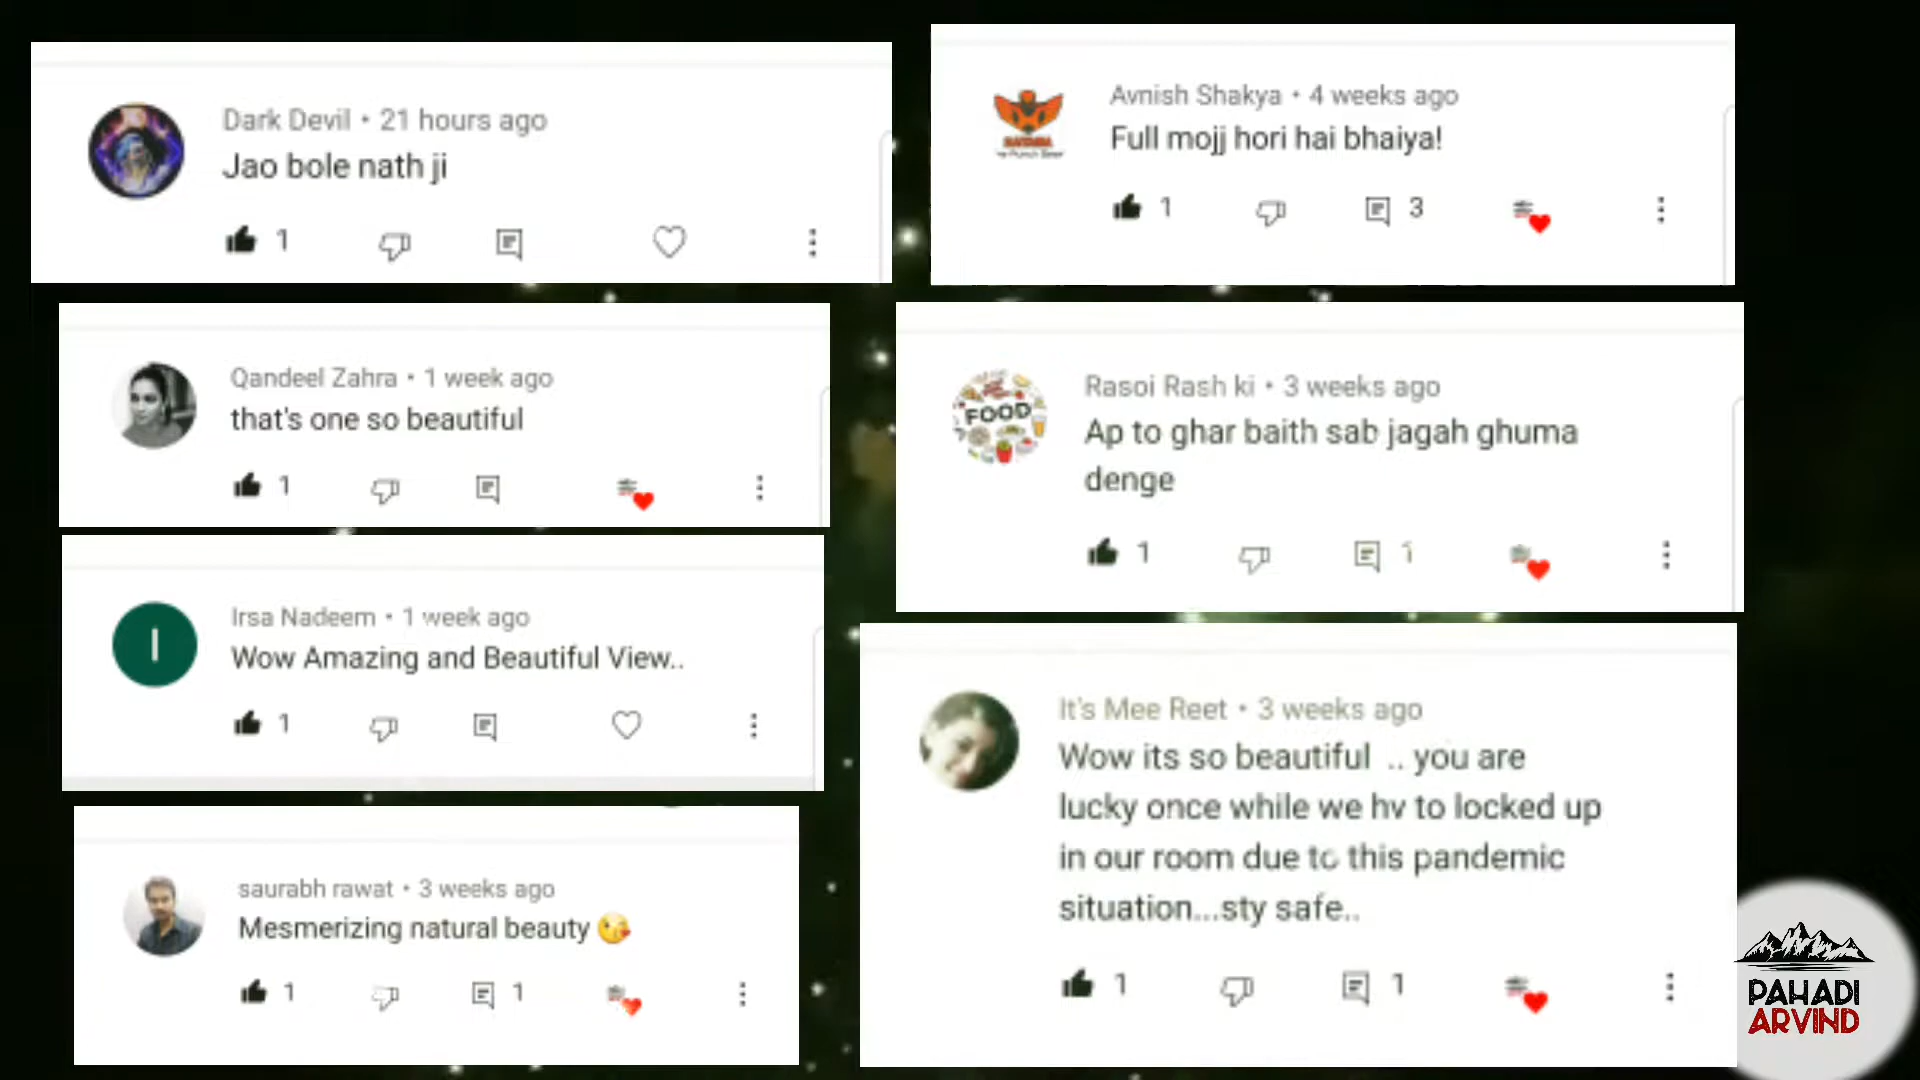 Dark Devil • 21 hours ago
Jao bole nath ji
1
Qandeel Zahra • 1 week ago
that's one so beautiful
1
I
Irsa Nadeem • 1 week ago
Wow Amazing and Beautiful View..
1
saurabh rawat • 3 weeks ago
Mesmerizing natural beauty 😘
1 1
Avnish Shakya • 4 weeks ago
Full mojj hori hai bhaiya!
1 3
FOOD
Rasoi Rash ki • 3 weeks ago
Ap to ghar baith sab jagah ghuma
denge
1 1
It's Mee Reet • 3 weeks ago
Wow its so beautiful .. you are
lucky once while we hv to locked up
in our room due to this pandemic
situation...sty safe..
1 1
PAHADI
ARVIND